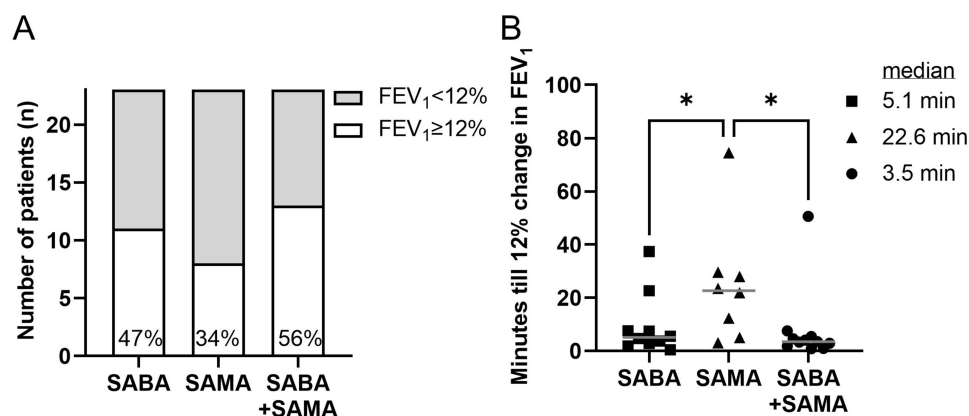 A
Number of patients (n)
20
15
10
5
0
47%
34%
56%
SABA
SAMA
SABA
+SAMA
FEV₁<12%
FEV₁≥12%
B
Minutes till 12% change in FEV₁
100
80
60
40
20
0
*
*
SABA
SAMA
SABA
+SAMA
median
5.1 min
22.6 min
3.5 min